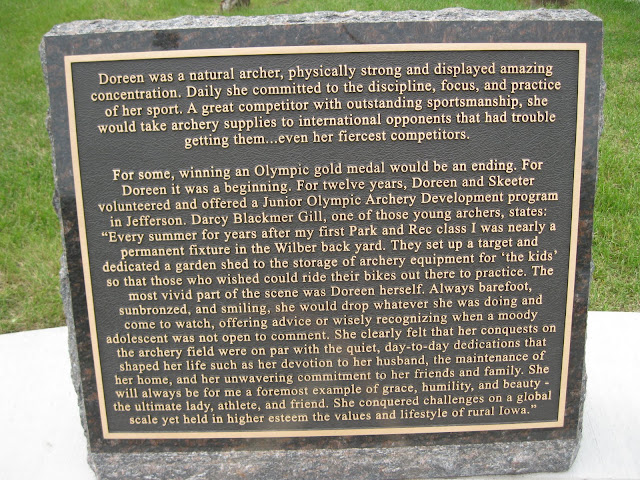 Doreen was a natural archer, physically strong and displayed amazing
concentration. Daily she committed to the discipline, focus, and practice
of her sport. A great competitor with outstanding sportsmanship, she
would take archery supplies to international opponents that had trouble
getting them...even her fiercest competitors.
For some, winning an Olympic gold medal would be an ending. For
Doreen it was a beginning. For twelve years, Doreen and Skeeter
volunteered and offered a Junior Olympic Archery Development program
in Jefferson. Darcy Blackmer Gill, one of those young archers, states:
“Every summer for years after my first Park and Rec class I was nearly a
permanent fixture in the Wilber back yard. They set up a target and
dedicated a garden shed to the storage of archery equipment for ‘the kids’
so that those who wished could ride their bikes out there to practice. The
most vivid part of the scene was Doreen herself. Always barefoot,
sunbronzed, and smiling, she would drop whatever she was doing and
come to watch, offering advice or wisely recognizing when a moody
adolescent was not open to comment. She clearly felt that her conquests on
the archery field were on par with the quiet, day-to-day dedications that
shaped her life such as her devotion to her husband, the maintenance of
her home, and her unwavering commitment to her friends and family. She
will always be for me a foremost example of grace, humility, and beauty -
the ultimate lady, athlete, and friend. She conquered challenges on a global
scale yet held in higher esteem the values and lifestyle of rural Iowa.”